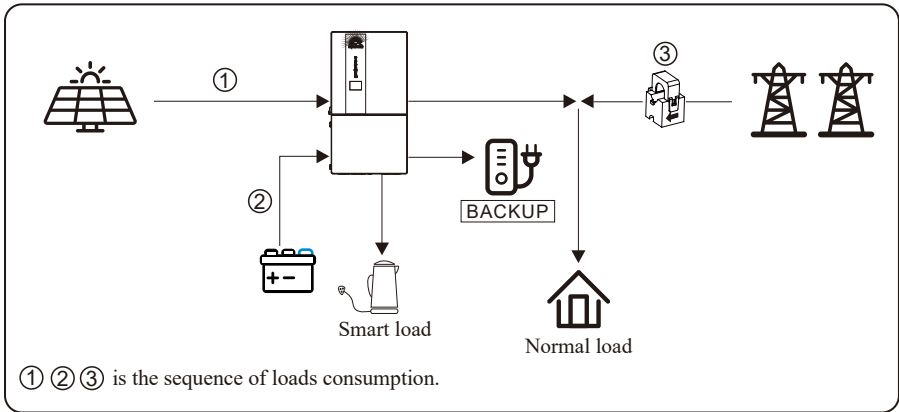 ①
③
②
BACKUP
+ −
Smart load
Normal load
① ② ③ is the sequence of loads consumption.